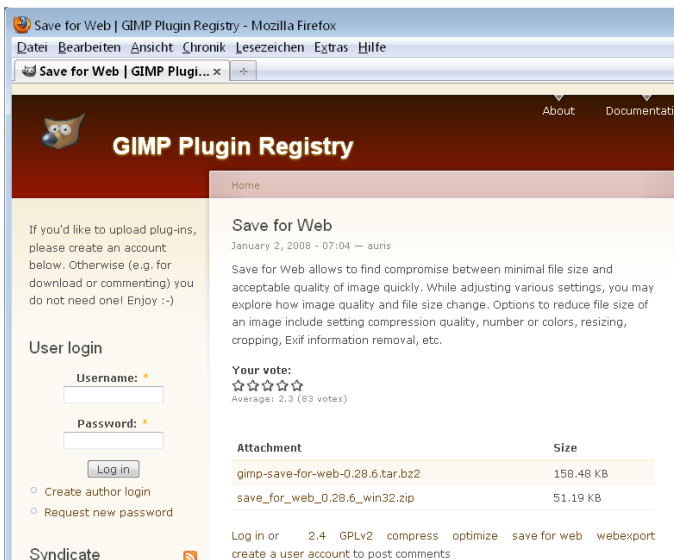 Save for Web | GIMP Plugin Registry - Mozilla Firefox
Datei Bearbeiten Ansicht Chronik Lesezeichen Extras Hilfe
Save for Web | GIMP Plugi... ×
About Documentati
GIMP Plugin Registry
Home
If you'd like to upload plug-ins,
please create an account
below. Otherwise (e.g. for
download or commenting) you
do not need one! Enjoy :-)
User login
Username: *
Password: *
Log in
Create author login
Request new password
Syndicate
Save for Web
January 2, 2008 - 07:04 — auris
Save for Web allows to find compromise between minimal file size and
acceptable quality of image quickly. While adjusting various settings, you may
explore how image quality and file size change. Options to reduce file size of
an image include setting compression quality, number or colors, resizing,
cropping, Exif information removal, etc.
Your vote:
Average: 2.3 (83 votes)
Attachment Size
gimp-save-for-web-0.28.6.tar.bz2 158.48 KB
save_for_web_0.28.6_win32.zip 51.19 KB
Log in or 2.4 GPLv2 compress optimize save for web webexport
create a user account to post comments